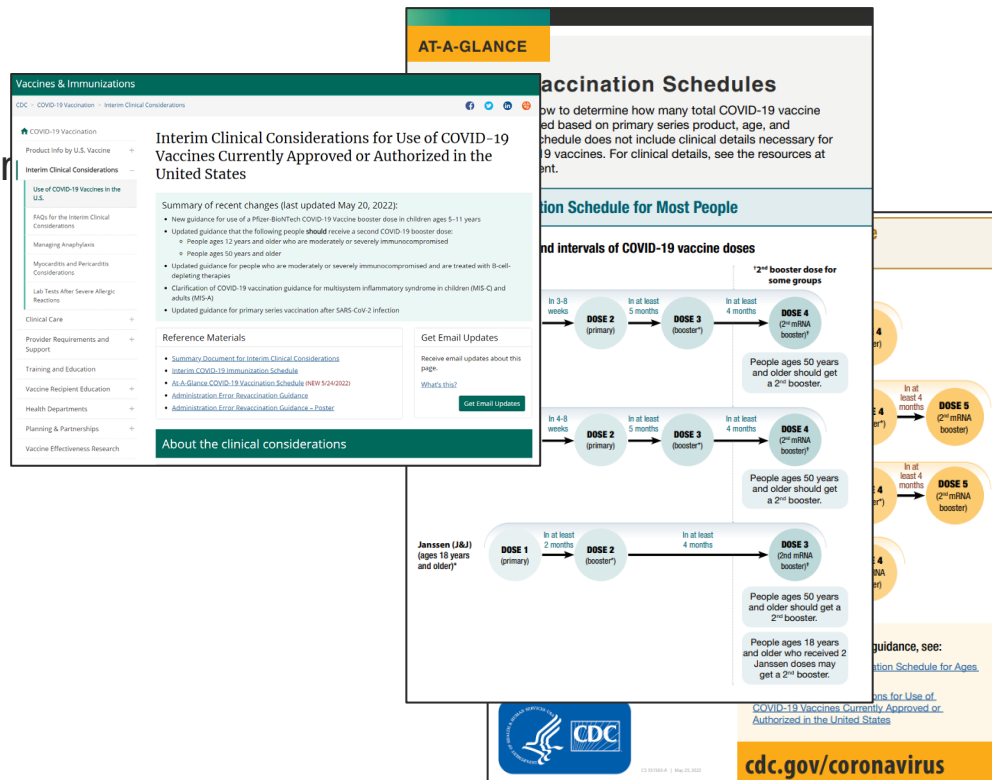 AT-A-GLANCE
accination Schedules
ow to determine how many total COVID-19 vaccine
ed based on primary series product, age, and
chedule does not include clinical details necessary for
19 vaccines. For clinical details, see the resources at
ent.
tion Schedule for Most People
nd intervals of COVID-19 vaccine doses
†2nd booster dose for
some groups
In 3-8
weeks
DOSE 2
(primary)
In at least
5 months
DOSE 3
(booster*)
In at least
4 months
DOSE 4
(2nd mRNA
booster)†
People ages 50 years
and older should get
a 2nd booster.
In 4-8
weeks
DOSE 2
(primary)
In at least
5 months
DOSE 3
(booster*)
In at least
4 months
DOSE 4
(2nd mRNA
booster)†
People ages 50 years
and older should get
a 2nd booster.
Janssen (J&J)
(ages 18 years
and older)*
DOSE 1
(primary)
In at least
2 months
DOSE 2
(booster*)
In at least
4 months
DOSE 3
(2nd mRNA
booster)†
People ages 50 years
and older should get a
2nd booster.
People ages 18 years
and older who received 2
Janssen doses may
get a 2nd booster.
Vaccines & Immunizations
CDC > COVID-19 Vaccination > Interim Clinical Considerations
COVID-19 Vaccination
Product Info by U.S. Vaccine +
Interim Clinical Considerations –
Use of COVID-19 Vaccines in the
U.S.
FAQs for the Interim Clinical
Considerations
Managing Anaphylaxis
Myocarditis and Pericarditis
Considerations
Lab Tests After Severe Allergic
Reactions
Clinical Care +
Provider Requirements and
Support +
Training and Education
Vaccine Recipient Education +
Health Departments +
Planning & Partnerships +
Vaccine Effectiveness Research
Interim Clinical Considerations for Use of COVID-19
Vaccines Currently Approved or Authorized in the
United States
Summary of recent changes (last updated May 20, 2022):
• New guidance for use of a Pfizer-BioNTech COVID-19 Vaccine booster dose in children ages 5–11 years
• Updated guidance that the following people should receive a second COVID-19 booster dose:
People ages 12 years and older who are moderately or severely immunocompromised
People ages 50 years and older
• Updated guidance for people who are moderately or severely immunocompromised and are treated with B-cell-
depleting therapies
• Clarification of COVID-19 vaccination guidance for multisystem inflammatory syndrome in children (MIS-C) and
adults (MIS-A)
• Updated guidance for primary series vaccination after SARS-CoV-2 infection
Reference Materials
• Summary Document for Interim Clinical Considerations
• Interim COVID-19 Immunization Schedule
• At-A-Glance COVID-19 Vaccination Schedule (NEW 5/24/2022)
• Administration Error Revaccination Guidance
• Administration Error Revaccination Guidance – Poster
Get Email Updates
Receive email updates about this
page.
What's this?
Get Email Updates
About the clinical considerations
4
er)
E 4
er*)
In at
least 4
months
DOSE 5
(2nd mRNA
booster)
E 4
er*)
In at
least 4
months
DOSE 5
(2nd mRNA
booster)
E 4
NA
er)
guidance, see:
ation Schedule for Ages
ons for Use of
COVID-19 Vaccines Currently Approved or
Authorized in the United States
CDC
cdc.gov/coronavirus